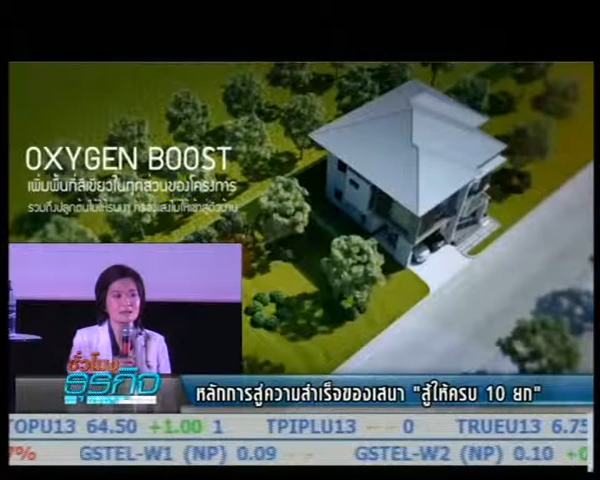 OXYGEN BOOST
เพิ่มพื้นที่สีเขียวในทุกส่วนของโครงการ
ชั่วโมง
ธุรกิจ
หลักการสู่ความสำเร็จของเสนา "สู้ให้ครบ 10 ยก"
TOPU13 64.50 +1.00 1 TPIPLU13 0 TRUEU13 6.75
7% GSTEL-W1 (NP) 0.09 GSTEL-W2 (NP) 0.10 +0